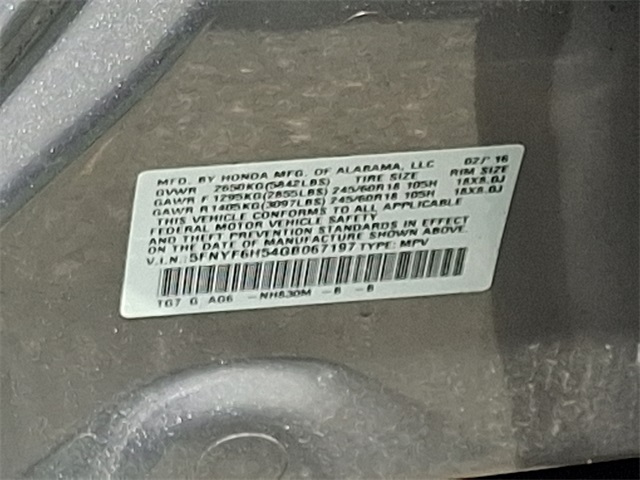 MFD. BY HONDA MFG. OF ALABAMA, LLC 02/'16
GVWR 2650KG(5842LBS) TIRE SIZE RIM SIZE
GAWR F 1295KG(2855LBS) 245/60R18 105H 18X8.0J
GAWR R 1405KG(3097LBS) 245/60R18 105H 18X8.0J
THIS VEHICLE CONFORMS TO ALL APPLICABLE
FEDERAL MOTOR VEHICLE SAFETY
AND THEFT PREVENTION STANDARDS IN EFFECT
ON THE DATE OF MANUFACTURE SHOWN ABOVE.
V.I.N.: 5FNYF6H54GB067197 TYPE: MPV
TG7 G A06 -NH830M -B -B